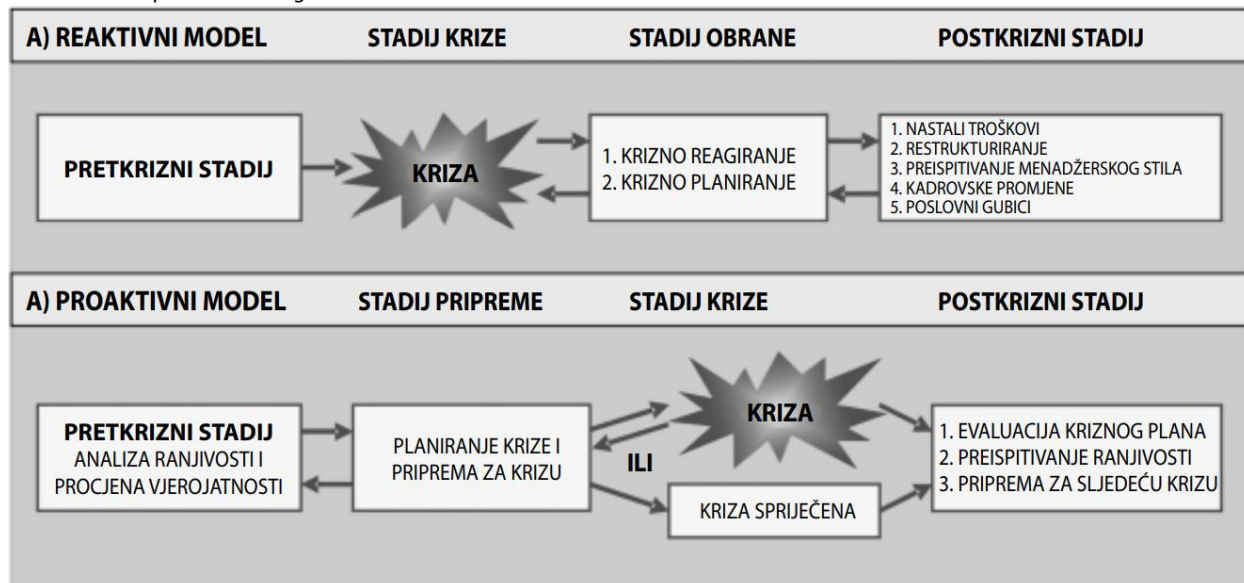 A) REAKTIVNI MODEL
STADIJ KRIZE
STADIJ OBRANE
POSTKRIZNI STADIJ
PRETKRIZNI STADIJ
KRIZA
1. KRIZNO REAGIRANJE
2. KRIZNO PLANIRANJE
1. NASTALI TROŠKOVI
2. RESTRUKTURIRANJE
3. PREISPITIVANJE MENADŽERSKOG STILA
4. KADROVSKE PROMJENE
5. POSLOVNI GUBICI
A) PROAKTIVNI MODEL
STADIJ PRIPREME
STADIJ KRIZE
POSTKRIZNI STADIJ
PRETKRIZNI STADIJ
ANALIZA RANJIVOSTI I
PROCJENA VJEROJATNOSTI
PLANIRANJE KRIZE I
PRIPREMA ZA KRIZU
KRIZA
ILI
KRIZA SPRIJEČENA
1. EVALUACIJA KRIZNOG PLANA
2. PREISPITIVANJE RANJIVOSTI
3. PRIPREMA ZA SLJEDEĆU KRIZU